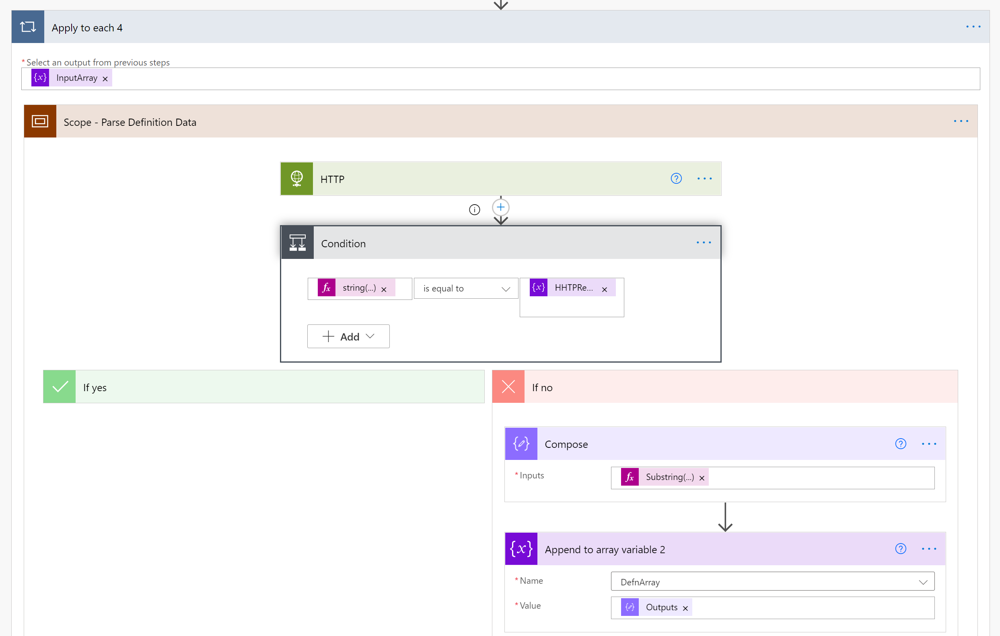 Apply to each 4
* Select an output from previous steps
{x} InputArray ×
Scope - Parse Definition Data
HTTP
Condition
fx string(...) ×
is equal to
{x} HHTPRe... ×
Add
If yes
If no
Compose
* Inputs
fx Substring(...) ×
{x} Append to array variable 2
* Name
DefnArray
* Value
Outputs ×